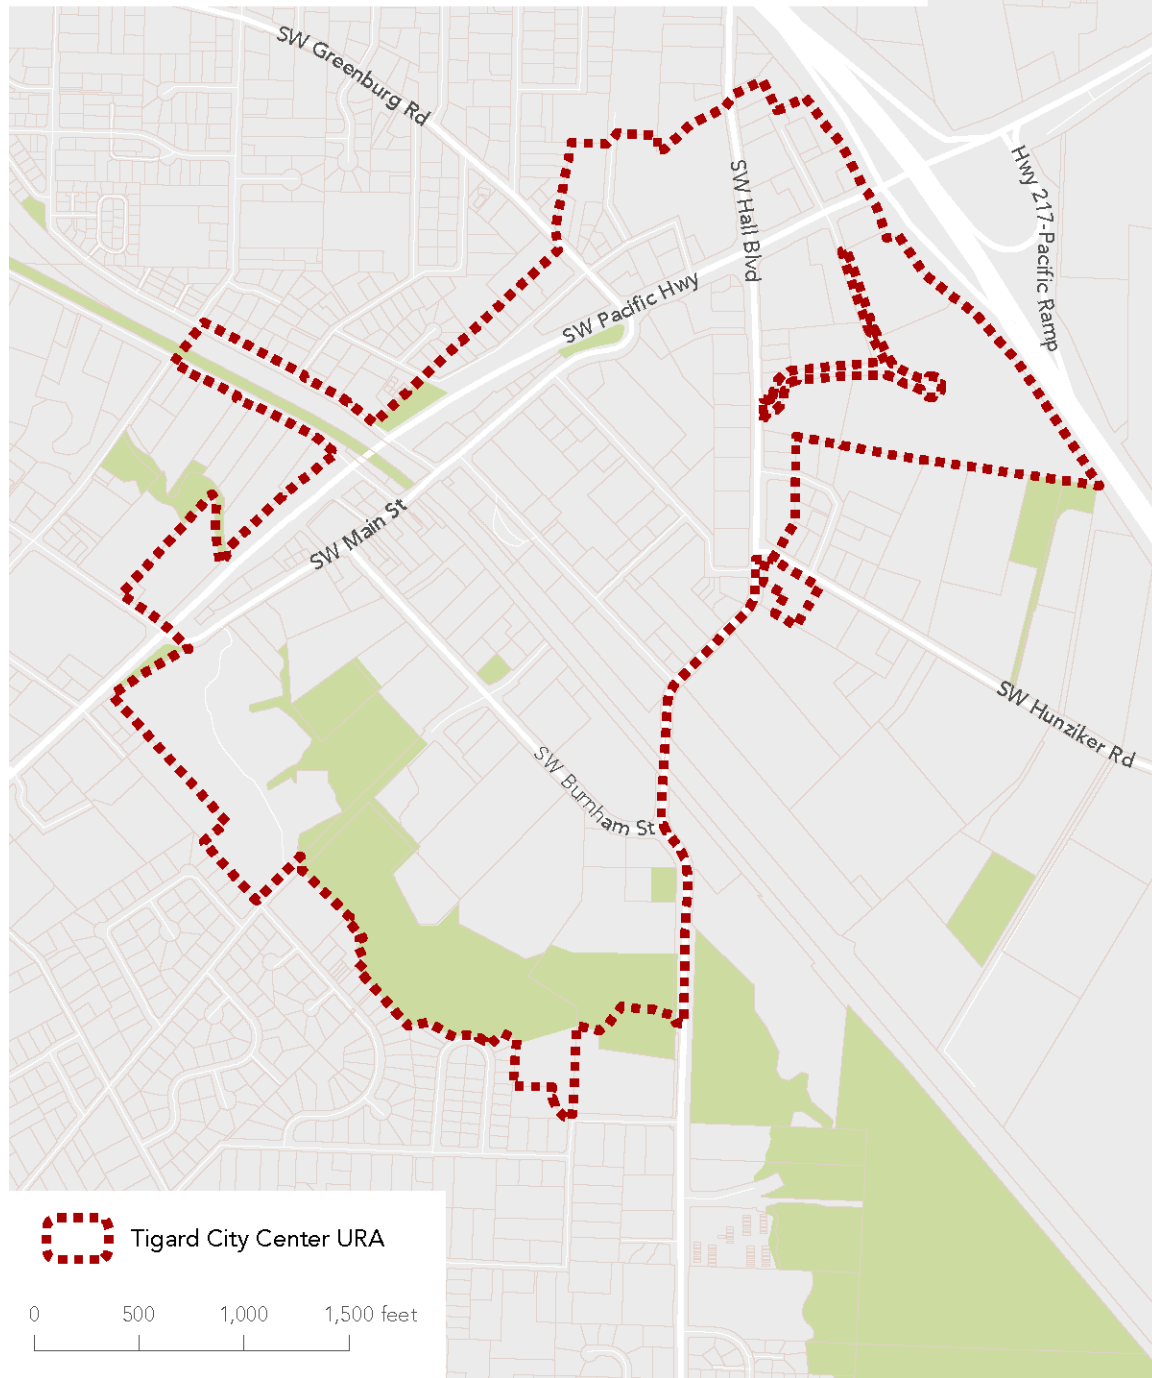 SW Greenburg Rd
SW Hall Blvd
Hwy 217-Pacific Ramp
SW Pacific Hwy
SW Main St
SW Hunziker Rd
SW Burnham St
Tigard City Center URA
0 500 1,000 1,500 feet